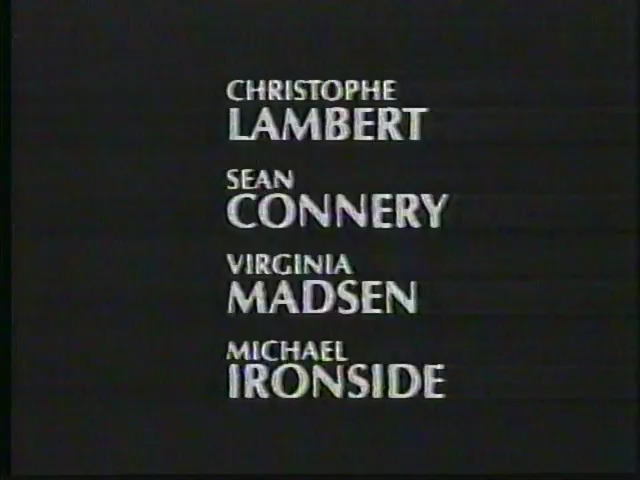 CHRISTOPHE
LAMBERT
SEAN
CONNERY
VIRGINIA
MADSEN
MICHAEL
IRONSIDE